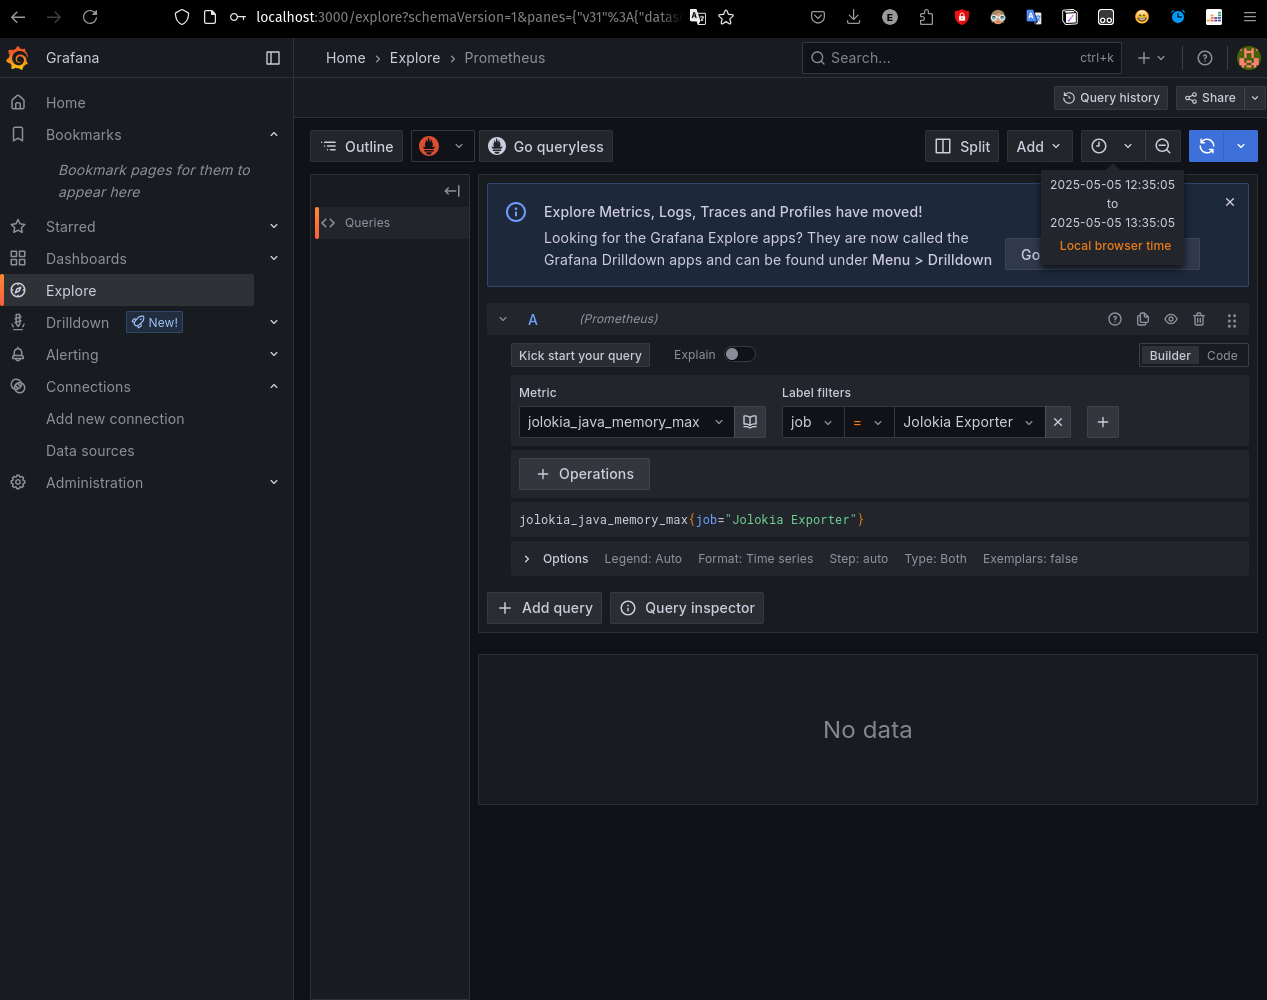 localhost:3000/explore?schemaVersion=1&panes={"v31"%3A{"datas
Grafana
Home › Explore › Prometheus
Search...
ctrl+k
Home
Bookmarks
Bookmark pages for them to
appear here
Starred
Dashboards
Explore
Drilldown
New!
Alerting
Connections
Add new connection
Data sources
Administration
Query history
Share
Outline
Go queryless
Split
Add
2025-05-05 12:35:05
to
2025-05-05 13:35:05
Local browser time
Queries
Explore Metrics, Logs, Traces and Profiles have moved!
Looking for the Grafana Explore apps? They are now called the
Grafana Drilldown apps and can be found under Menu > Drilldown
Go
A
(Prometheus)
Kick start your query
Explain
Builder
Code
Metric
Label filters
jolokia_java_memory_max
job
=
Jolokia Exporter
+ Operations
jolokia_java_memory_max{job="Jolokia Exporter"}
Options
Legend: Auto
Format: Time series
Step: auto
Type: Both
Exemplars: false
+ Add query
Query inspector
No data